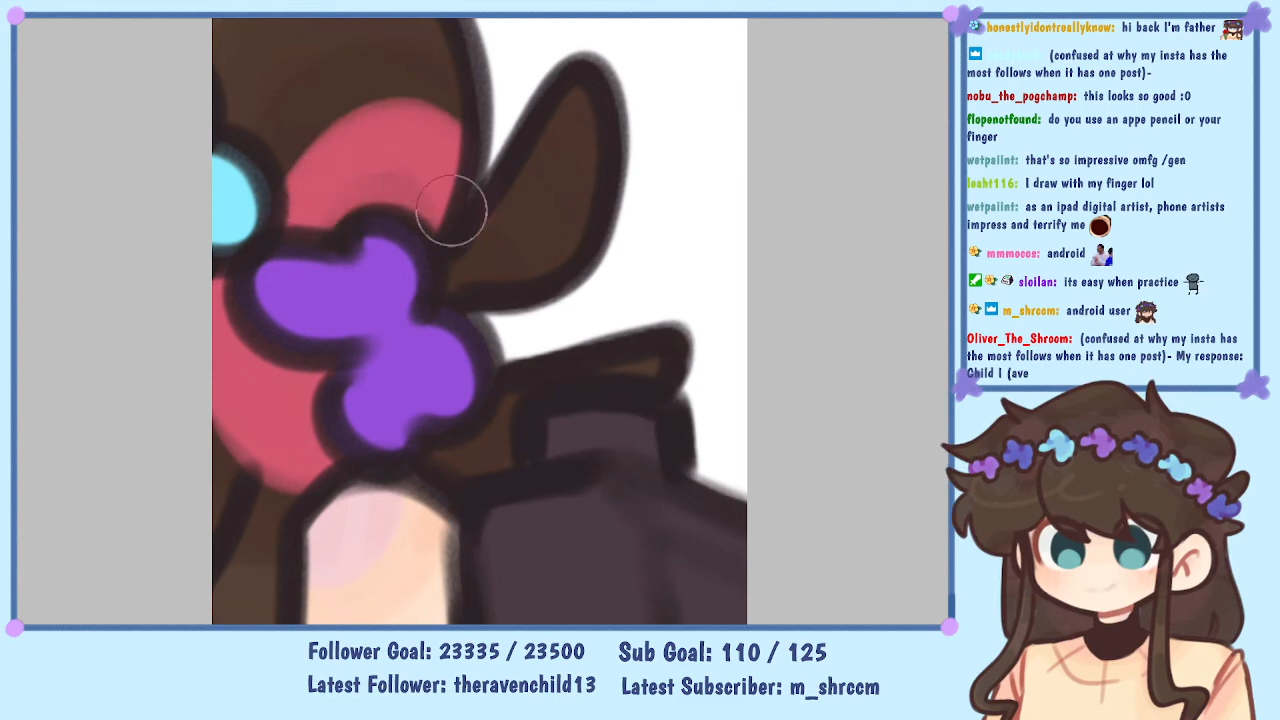 honestlyidontreallyknow: hi back I'm father
(confused at why my insta has the
most follows when it has one post)-
nobu_the_pogchamp: this looks so good :0
flopenotfound: do you use an appe pencil or your
finger
wetpaiint: that's so impressive omfg /gen
leaht116: I draw with my finger lol
wetpaiint: as an ipad digital artist, phone artists
impress and terrify me
mmmocos: android
sloilan: its easy when practice
m_shrccm: android user
Oliver_The_Shroom: (confused at why my insta has
the most follows when it has one post)- My response:
Child I (ave
Follower Goal: 23335 / 23500
Sub Goal: 110 / 125
Latest Follower: theravenchild13
Latest Subscriber: m_shrccm